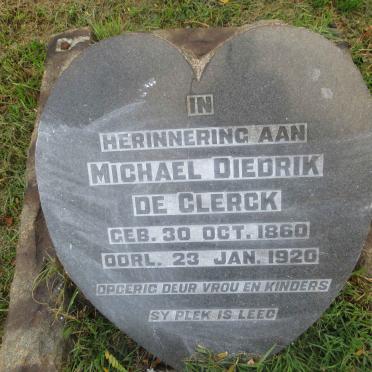 IN
HERINNERING AAN
MICHAEL DIEDRIK
DE CLERCK
GEB. 30 OCT. 1860
OORL. 23 JAN. 1920
OPGERIG DEUR VROU EN KINDERS
SY PLEK IS LEEG